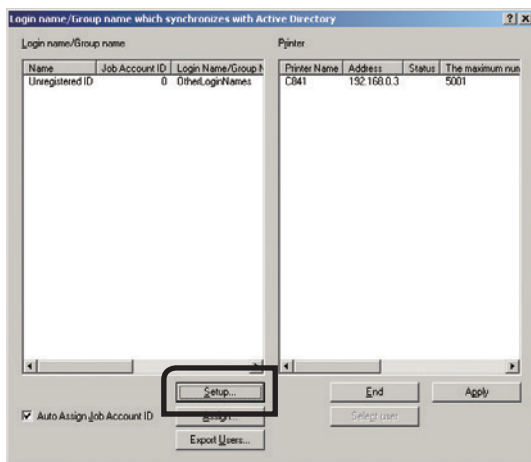 Login name/Group name which synchronizes with Active Directory
Login name/Group name
Printer
Name Job Account ID Login Name/Group N
Unregistered ID 0 OtherLoginNames
Printer Name Address Status The maximum num
C841 192.168.0.3 5001
Setup...
End
Apply
Auto Assign Job Account ID
Assign...
Select user
Export Users...